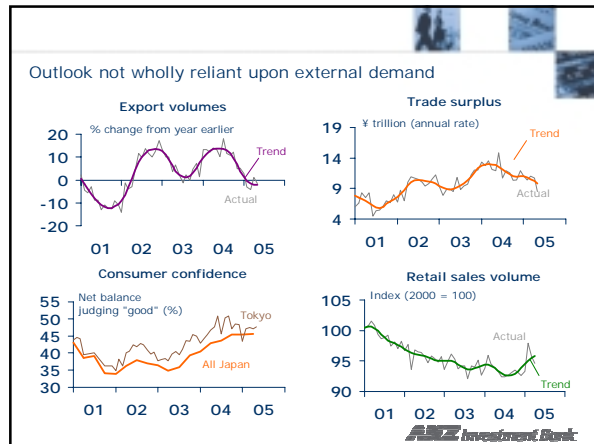 Outlook not wholly reliant upon external demand
Export volumes
% change from year earlier
20
10
0
-10
-20
Trend
Actual
01 02 03 04 05
Trade surplus
¥ trillion (annual rate)
19
14
9
4
Trend
Actual
01 02 03 04 05
Consumer confidence
Net balance
judging "good" (%)
55
50
45
40
35
30
Tokyo
All Japan
01 02 03 04 05
Retail sales volume
Index (2000 = 100)
105
100
95
90
Actual
Trend
01 02 03 04 05
ANZ Investment Bank